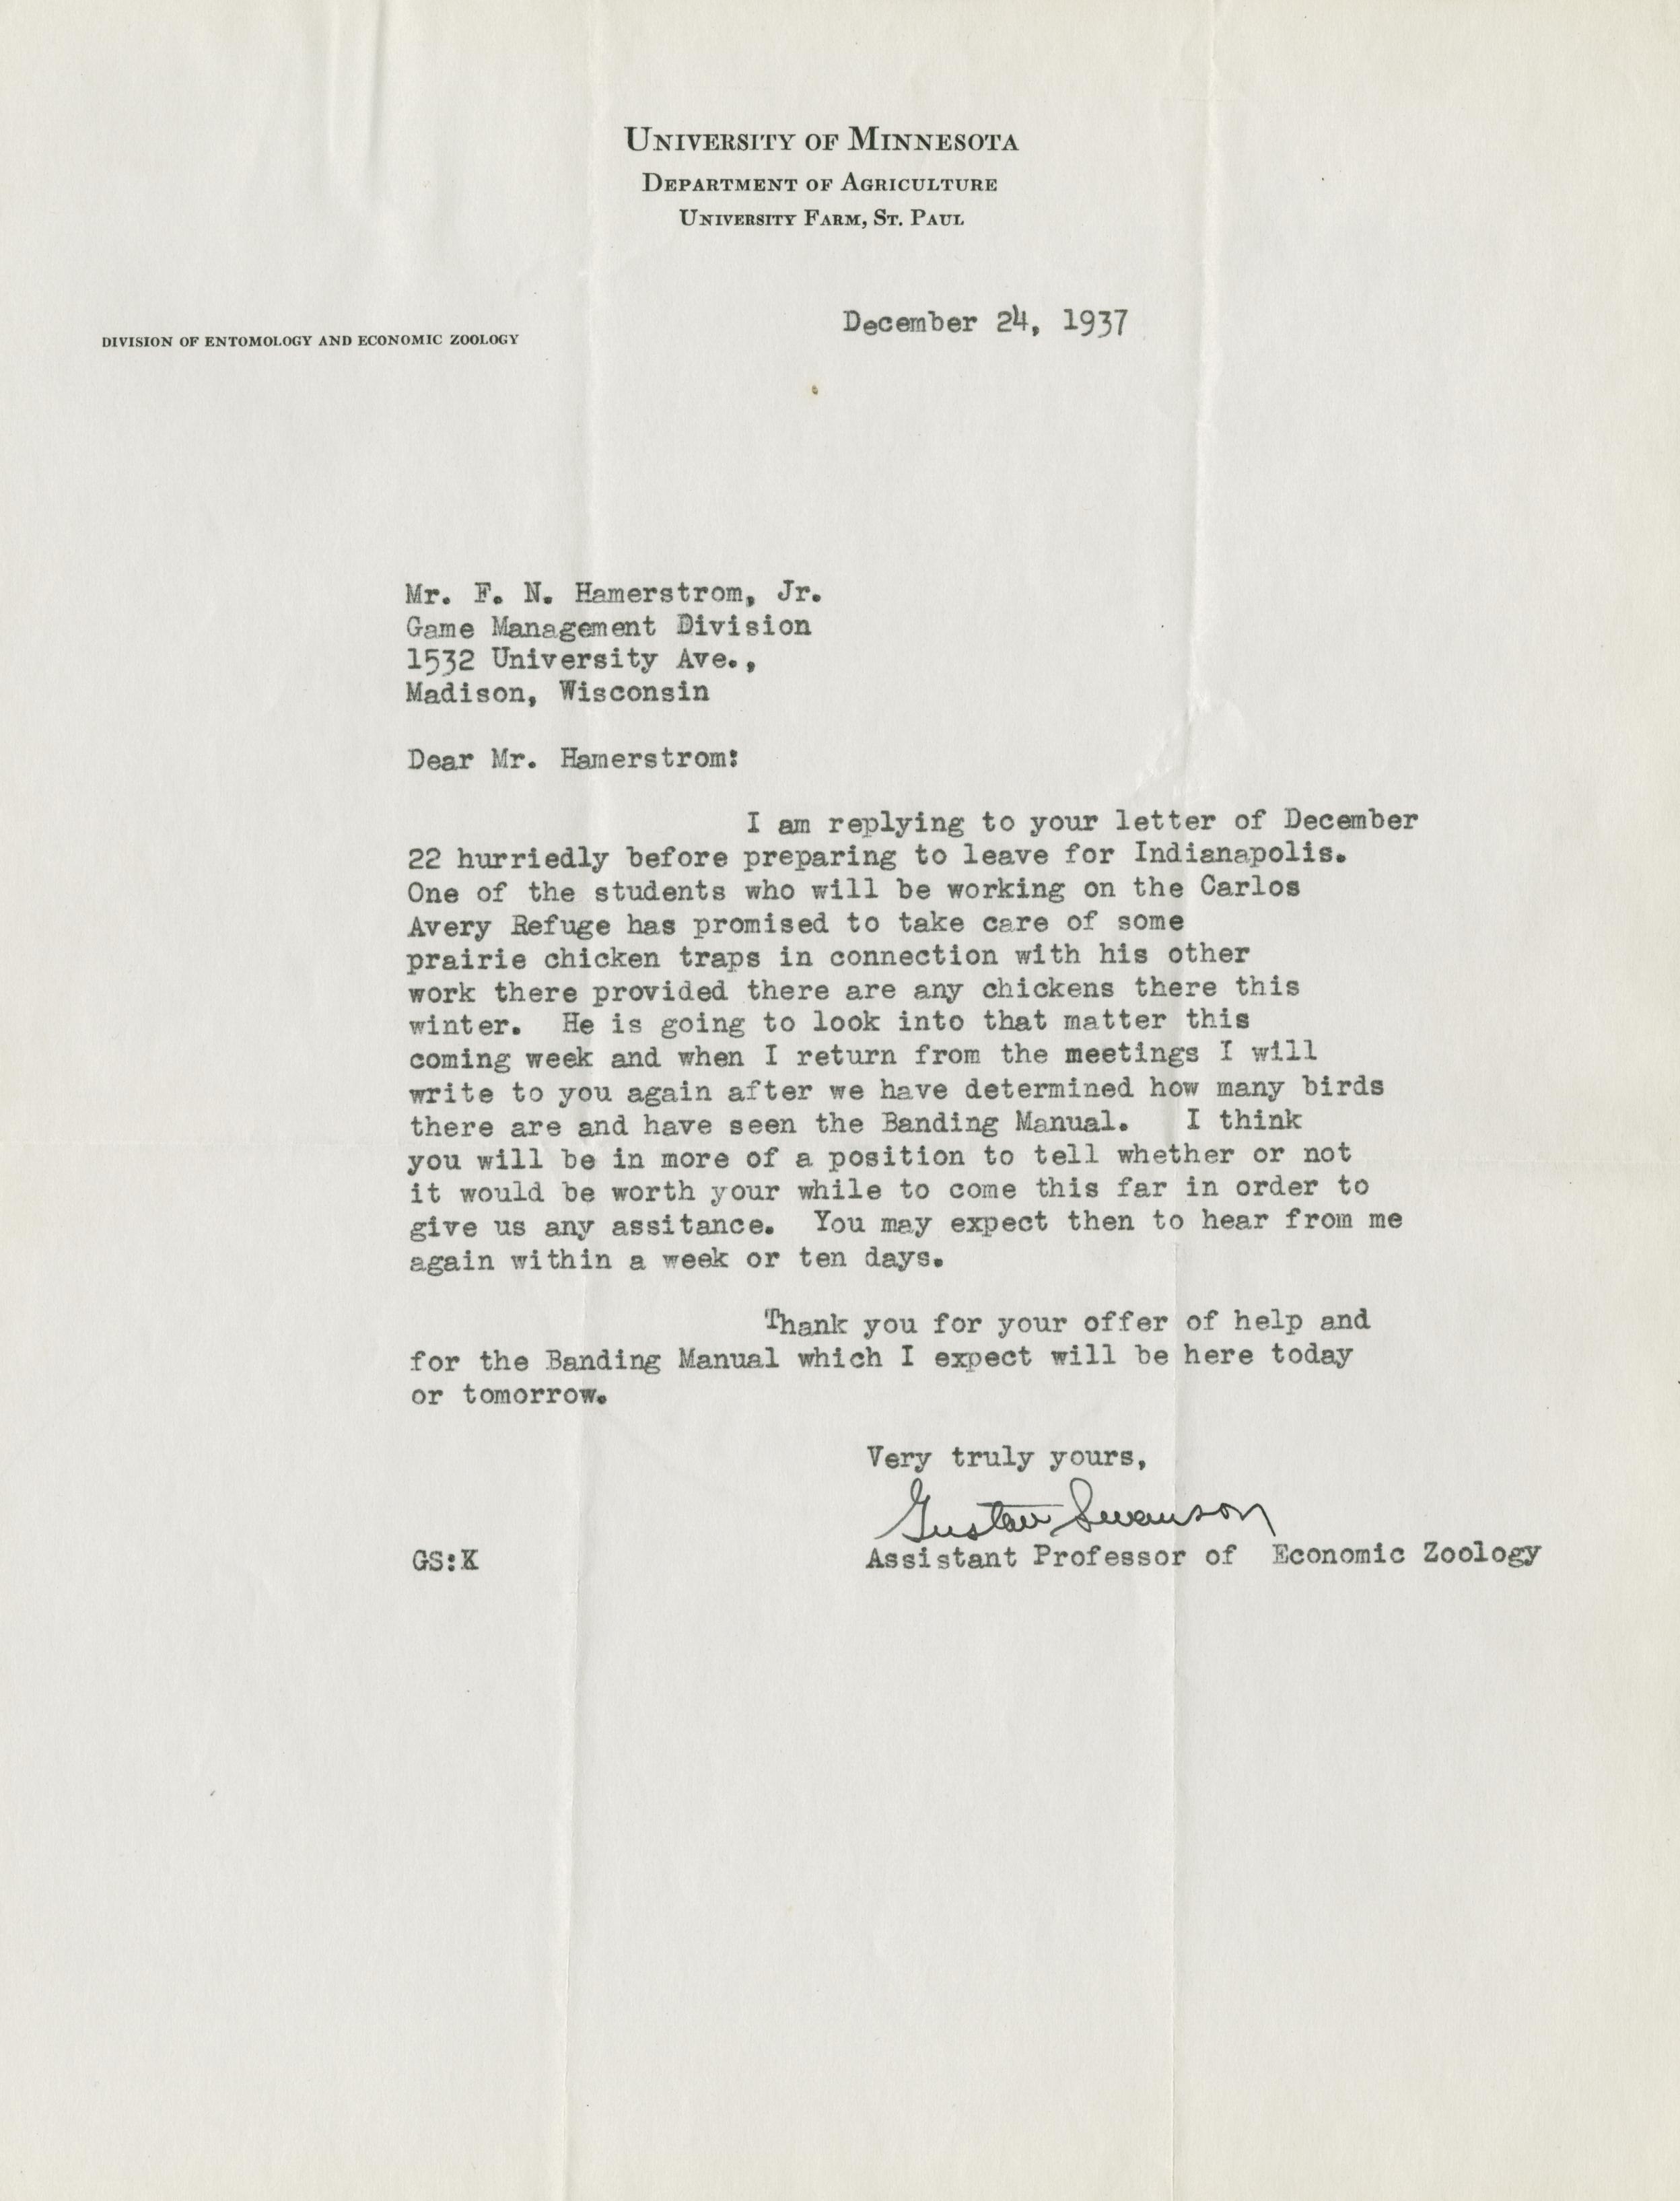 UNIVERSITY OF MINNESOTA
DEPARTMENT OF AGRICULTURE
UNIVERSITY FARM, ST. PAUL
December 24, 1937
DIVISION OF ENTOMOLOGY AND ECONOMIC ZOOLOGY
Mr. F. N. Hamerstrom, Jr.
Game Management Division
1532 University Ave.,
Madison, Wisconsin
Dear Mr. Hamerstrom:
I am replying to your letter of December
22 hurriedly before preparing to leave for Indianapolis.
One of the students who will be working on the Carlos
Avery Refuge has promised to take care of some
prairie chicken traps in connection with his other
work there provided there are any chickens there this
winter. He is going to look into that matter this
coming week and when I return from the meetings I will
write to you again after we have determined how many birds
there are and have seen the Banding Manual. I think
you will be in more of a position to tell whether or not
it would be worth your while to come this far in order to
give us any assitance. You may expect then to hear from me
again within a week or ten days.
Thank you for your offer of help and
for the Banding Manual which I expect will be here today
or tomorrow.
Very truly yours,
Gustav Swanson
GS:K Assistant Professor of Economic Zoology